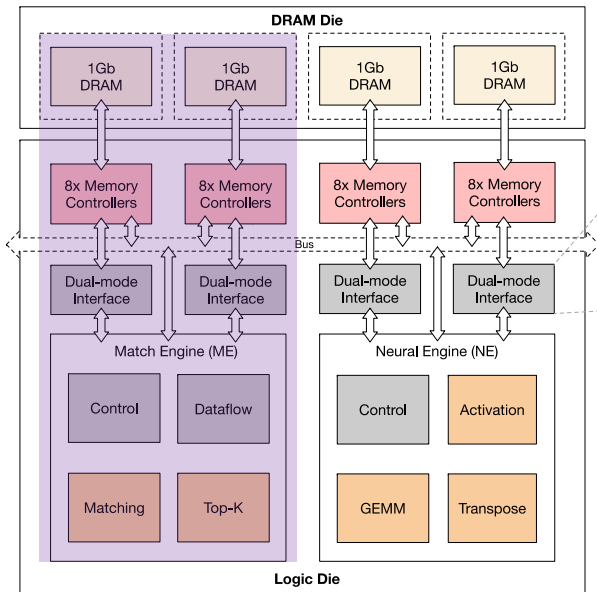 DRAM Die
1Gb
DRAM
1Gb
DRAM
1Gb
DRAM
1Gb
DRAM
8x Memory
Controllers
8x Memory
Controllers
8x Memory
Controllers
8x Memory
Controllers
Bus
Dual-mode
Interface
Dual-mode
Interface
Dual-mode
Interface
Dual-mode
Interface
Match Engine (ME)
Control
Dataflow
Matching
Top-K
Neural Engine (NE)
Control
Activation
GEMM
Transpose
Logic Die